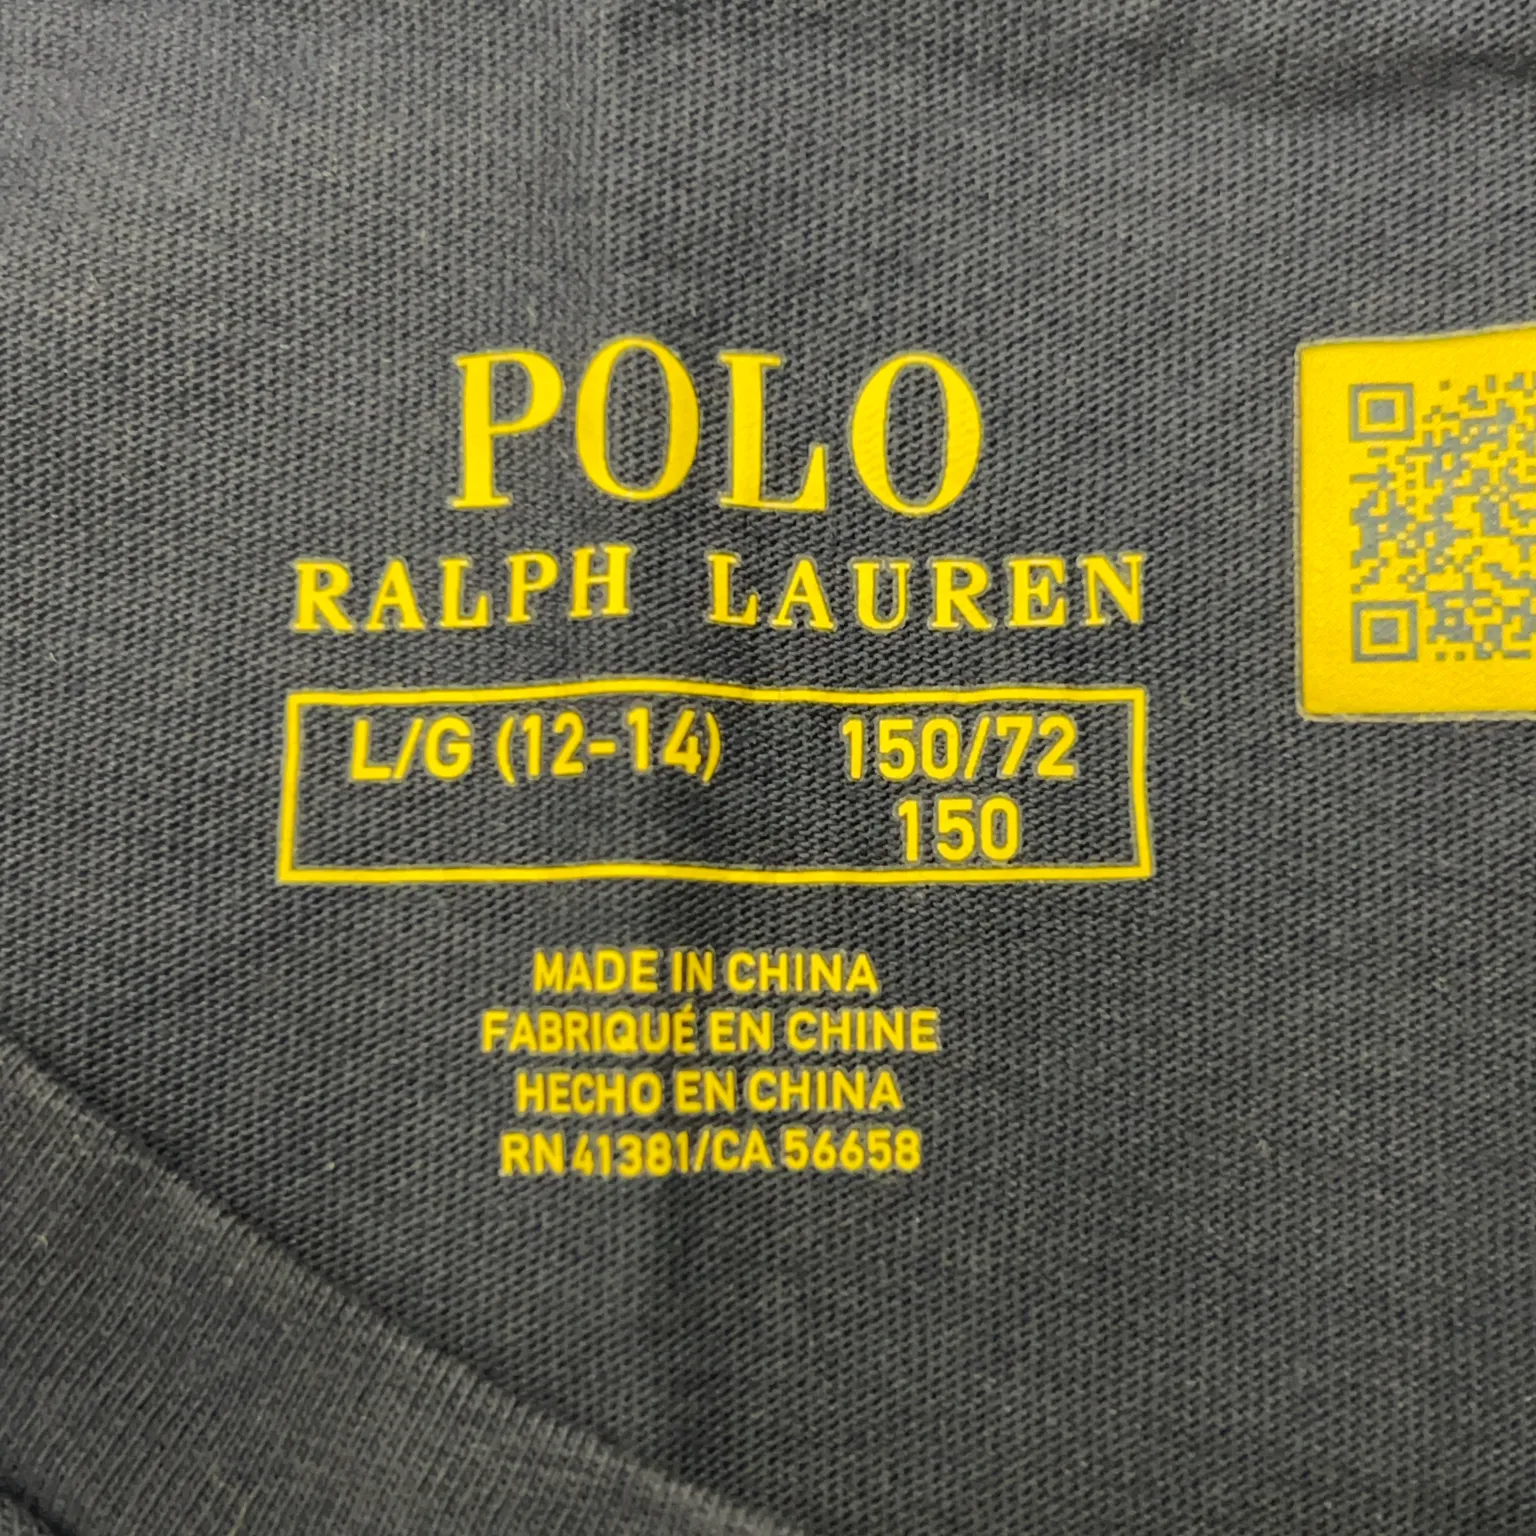 POLO
RALPH LAUREN
L/G (12-14) 150/72
150
MADE IN CHINA
FABRIQUÉ EN CHINE
HECHO EN CHINA
RN 41381/CA 56658